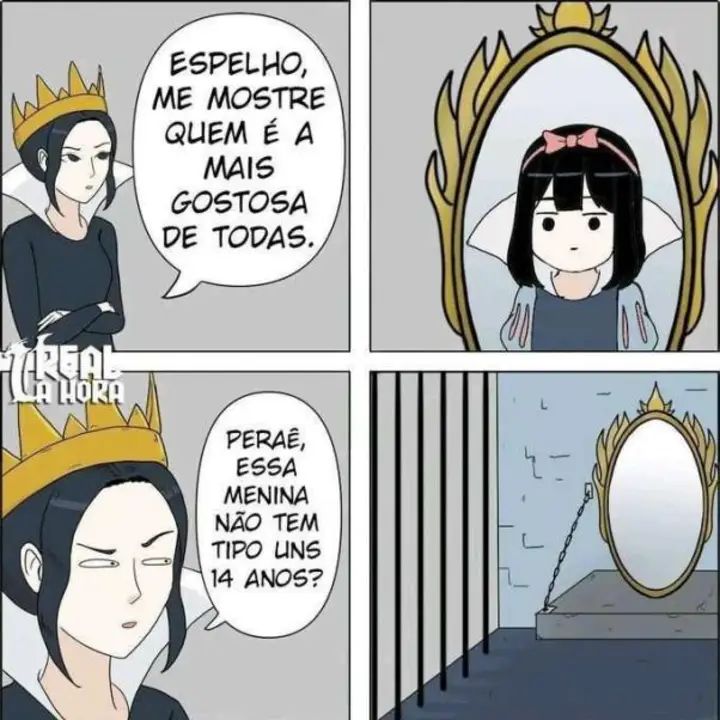 ESPELHO,
ME MOSTRE
QUEM É A
MAIS
GOSTOSA
DE TODAS.
REAL
A HORA
PERAÊ,
ESSA
MENINA
NÃO TEM
TIPO UNS
14 ANOS?